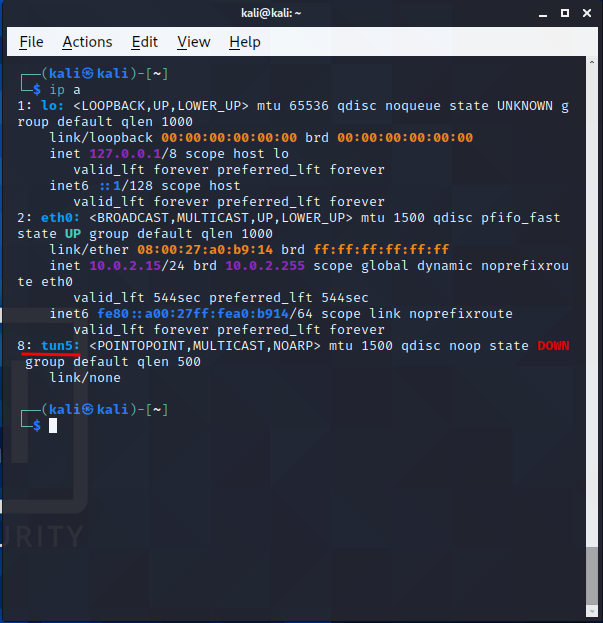 kali@kali: ~
File Actions Edit View Help
┌──(kali㉿kali)-[~]
└─$ ip a
1: lo: <LOOPBACK,UP,LOWER_UP> mtu 65536 qdisc noqueue state UNKNOWN g
roup default qlen 1000
    link/loopback 00:00:00:00:00:00 brd 00:00:00:00:00:00
    inet 127.0.0.1/8 scope host lo
       valid_lft forever preferred_lft forever
    inet6 ::1/128 scope host
       valid_lft forever preferred_lft forever
2: eth0: <BROADCAST,MULTICAST,UP,LOWER_UP> mtu 1500 qdisc pfifo_fast
state UP group default qlen 1000
    link/ether 08:00:27:a0:b9:14 brd ff:ff:ff:ff:ff:ff
    inet 10.0.2.15/24 brd 10.0.2.255 scope global dynamic noprefixrou
te eth0
       valid_lft 544sec preferred_lft 544sec
    inet6 fe80::a00:27ff:fea0:b914/64 scope link noprefixroute
       valid_lft forever preferred_lft forever
8: tun5: <POINTOPOINT,MULTICAST,NOARP> mtu 1500 qdisc noop state DOWN
 group default qlen 500
    link/none
┌──(kali㉿kali)-[~]
└─$
URITY